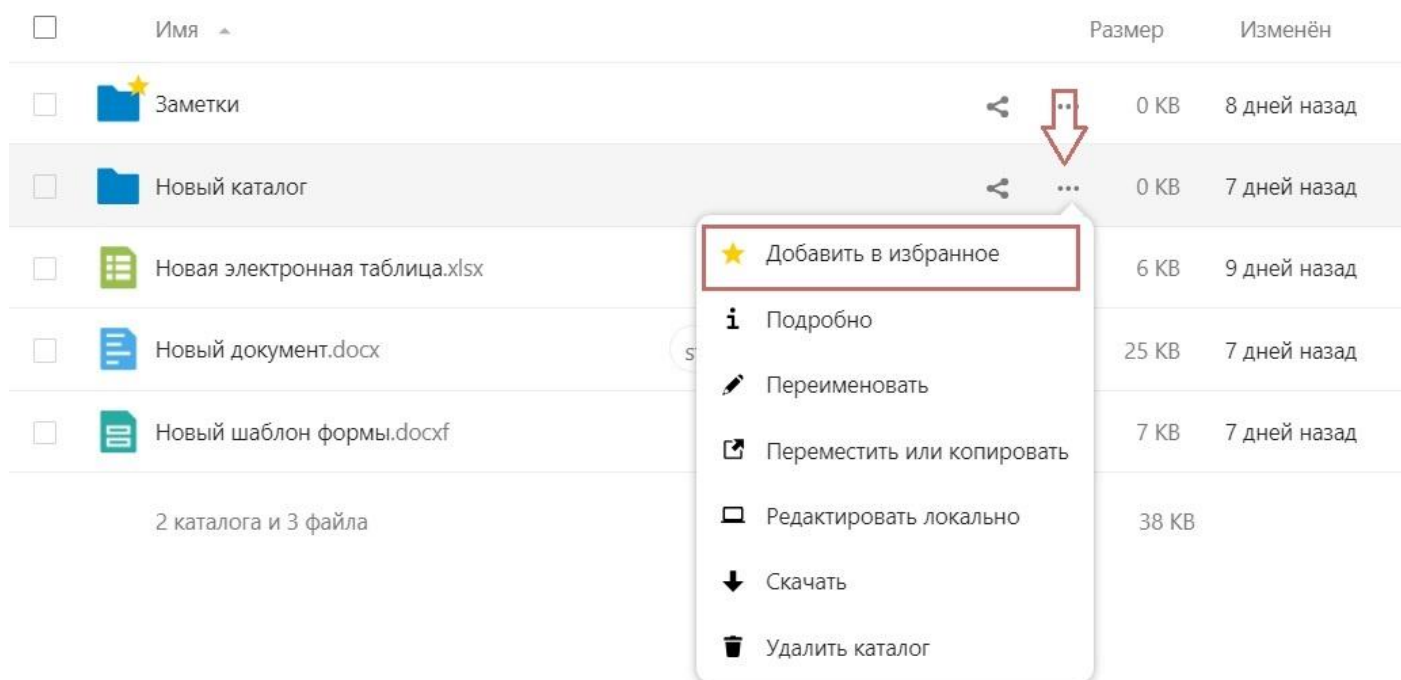 Имя Размер Изменён
Заметки 0 KB 8 дней назад
Новый каталог 0 KB 7 дней назад
Добавить в избранное
Новая электронная таблица.xlsx 6 KB 9 дней назад
Подробно
Новый документ.docx 25 KB 7 дней назад
Переименовать
Новый шаблон формы.docxf 7 KB 7 дней назад
Переместить или копировать
2 каталога и 3 файла 38 KB
Редактировать локально
Скачать
Удалить каталог